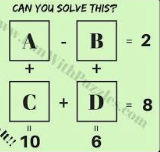 CAN YOU SOLVE THIS?
A - B = 2
+ +
C + D = 8
= =
10 6